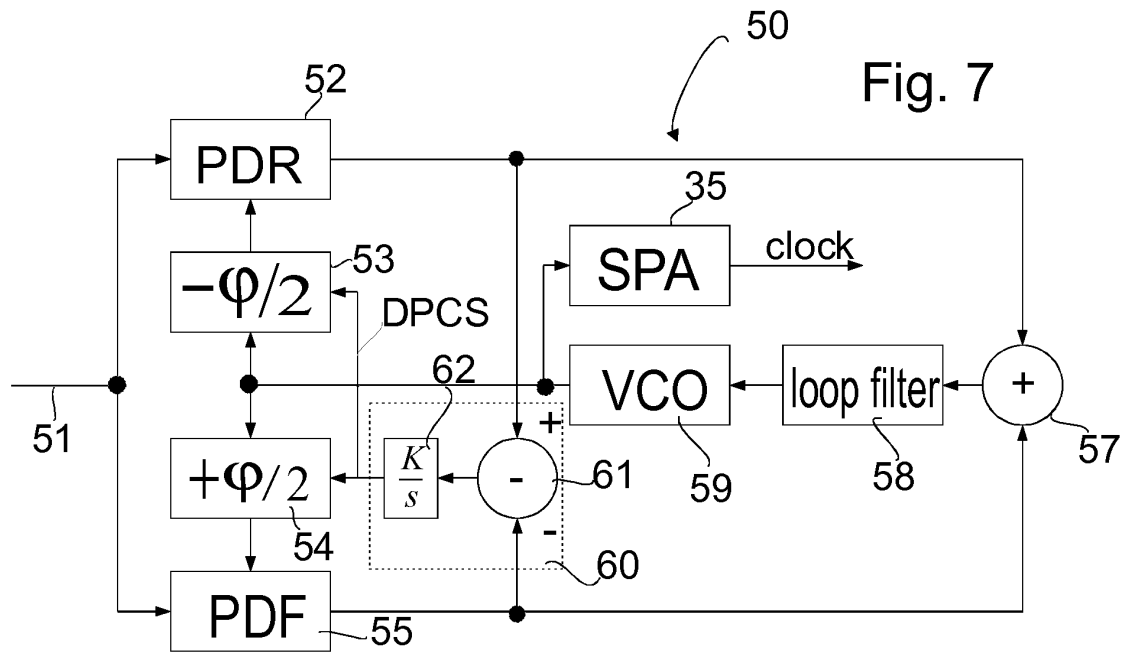 50
Fig. 7
52
PDR
35
SPA
clock
53
−φ/2
DPCS
62
VCO
loop filter
+
57
51
+
K/s
-
61
59
58
+φ/2
54
-
60
PDF
55